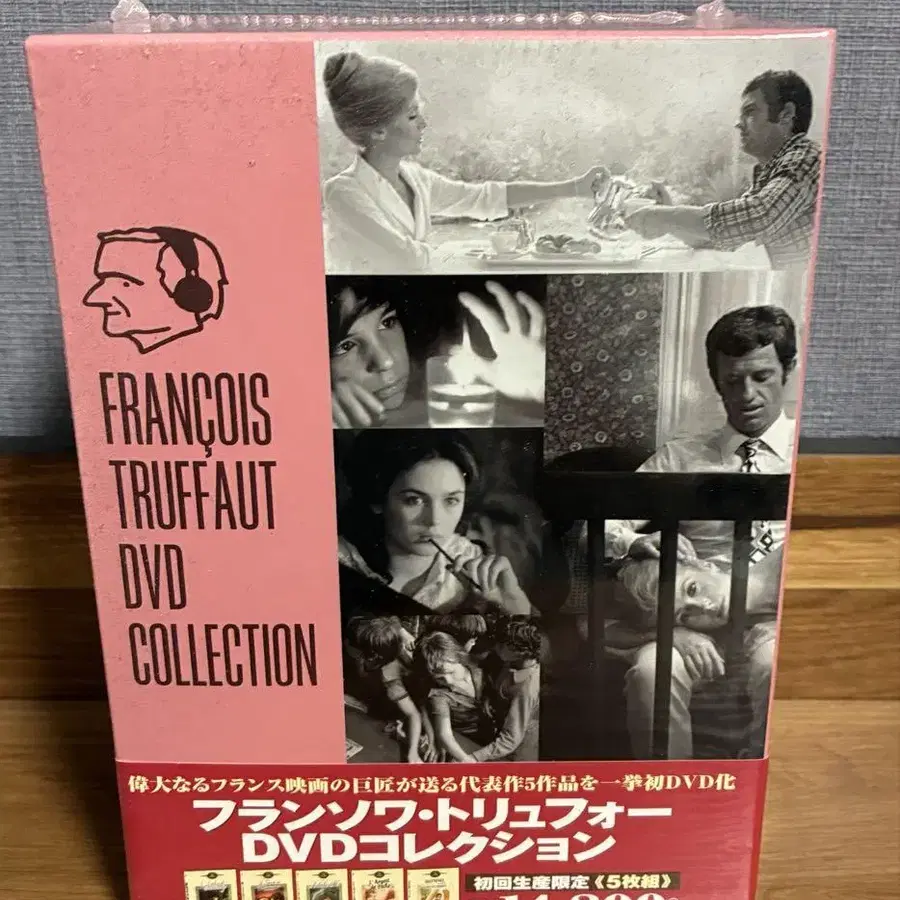 FRANÇOIS
TRUFFAUT
DVD
COLLECTION
偉大なるフランス映画の巨匠が送る代表作5作品を一挙初DVD化
フランソワ・トリュフォー
DVDコレクション
初回生産限定《5枚組》